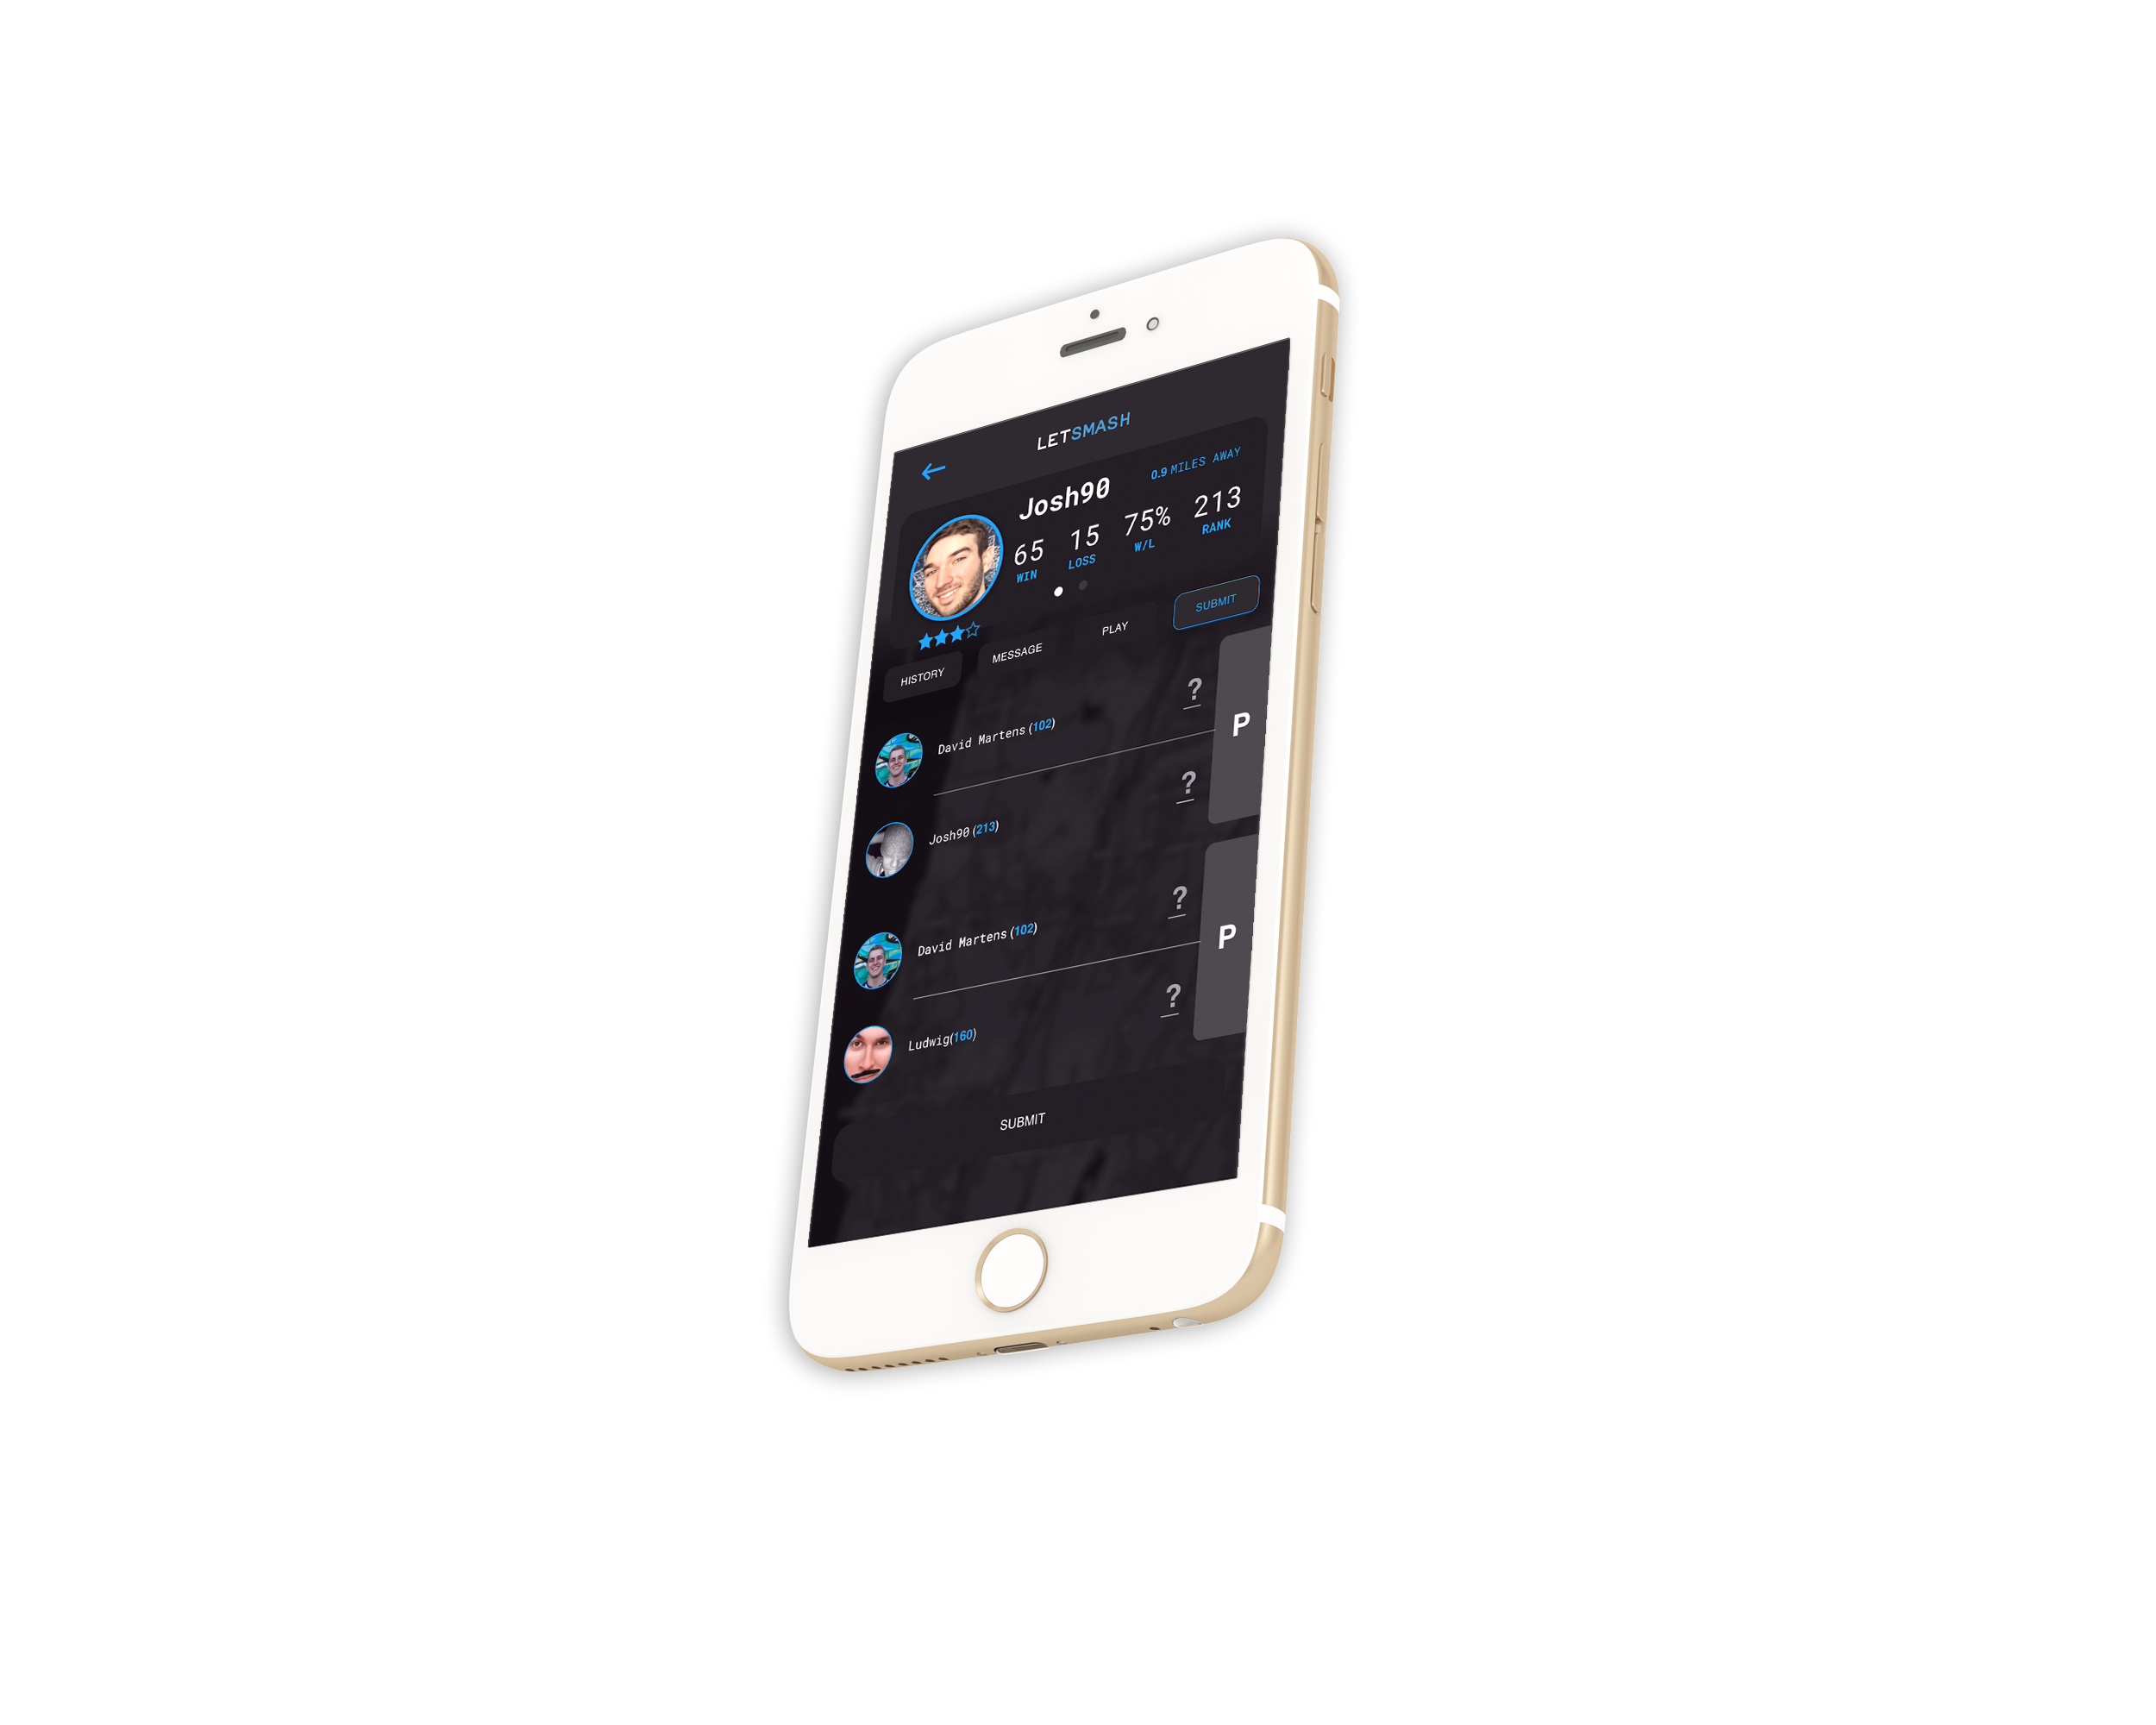 LETSMASH
Josh90
0.9 MILES AWAY
65 15 75% 213
WIN LOSS W/L RANK
HISTORY MESSAGE PLAY SUBMIT
David Martens (102) ?
P
Josh90 (213) ?
David Martens (102) ?
P
Ludwig(160) ?
SUBMIT